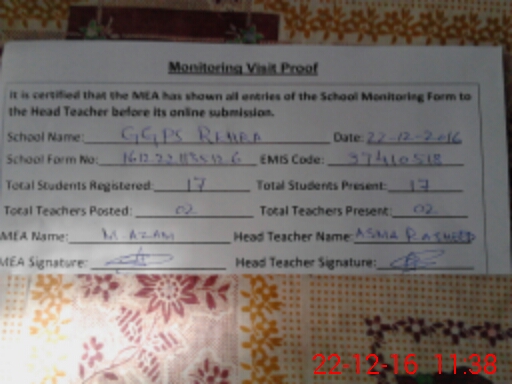 Monitoring Visit Proof
It is certified that the MEA has shown all entries of the School Monitoring Form to
the Head Teacher before its online submission.
School Name: GGPS Date: 22-12-2016
School Form No: EMIS Code: 37410518
Total Students Registered: 17 Total Students Present: 17
Total Teachers Posted: 02 Total Teachers Present: 02
MEA Name: M-AZAM Head Teacher Name: ASMA RASHEED
MEA Signature: Head Teacher Signature:
22-12-16 11:38